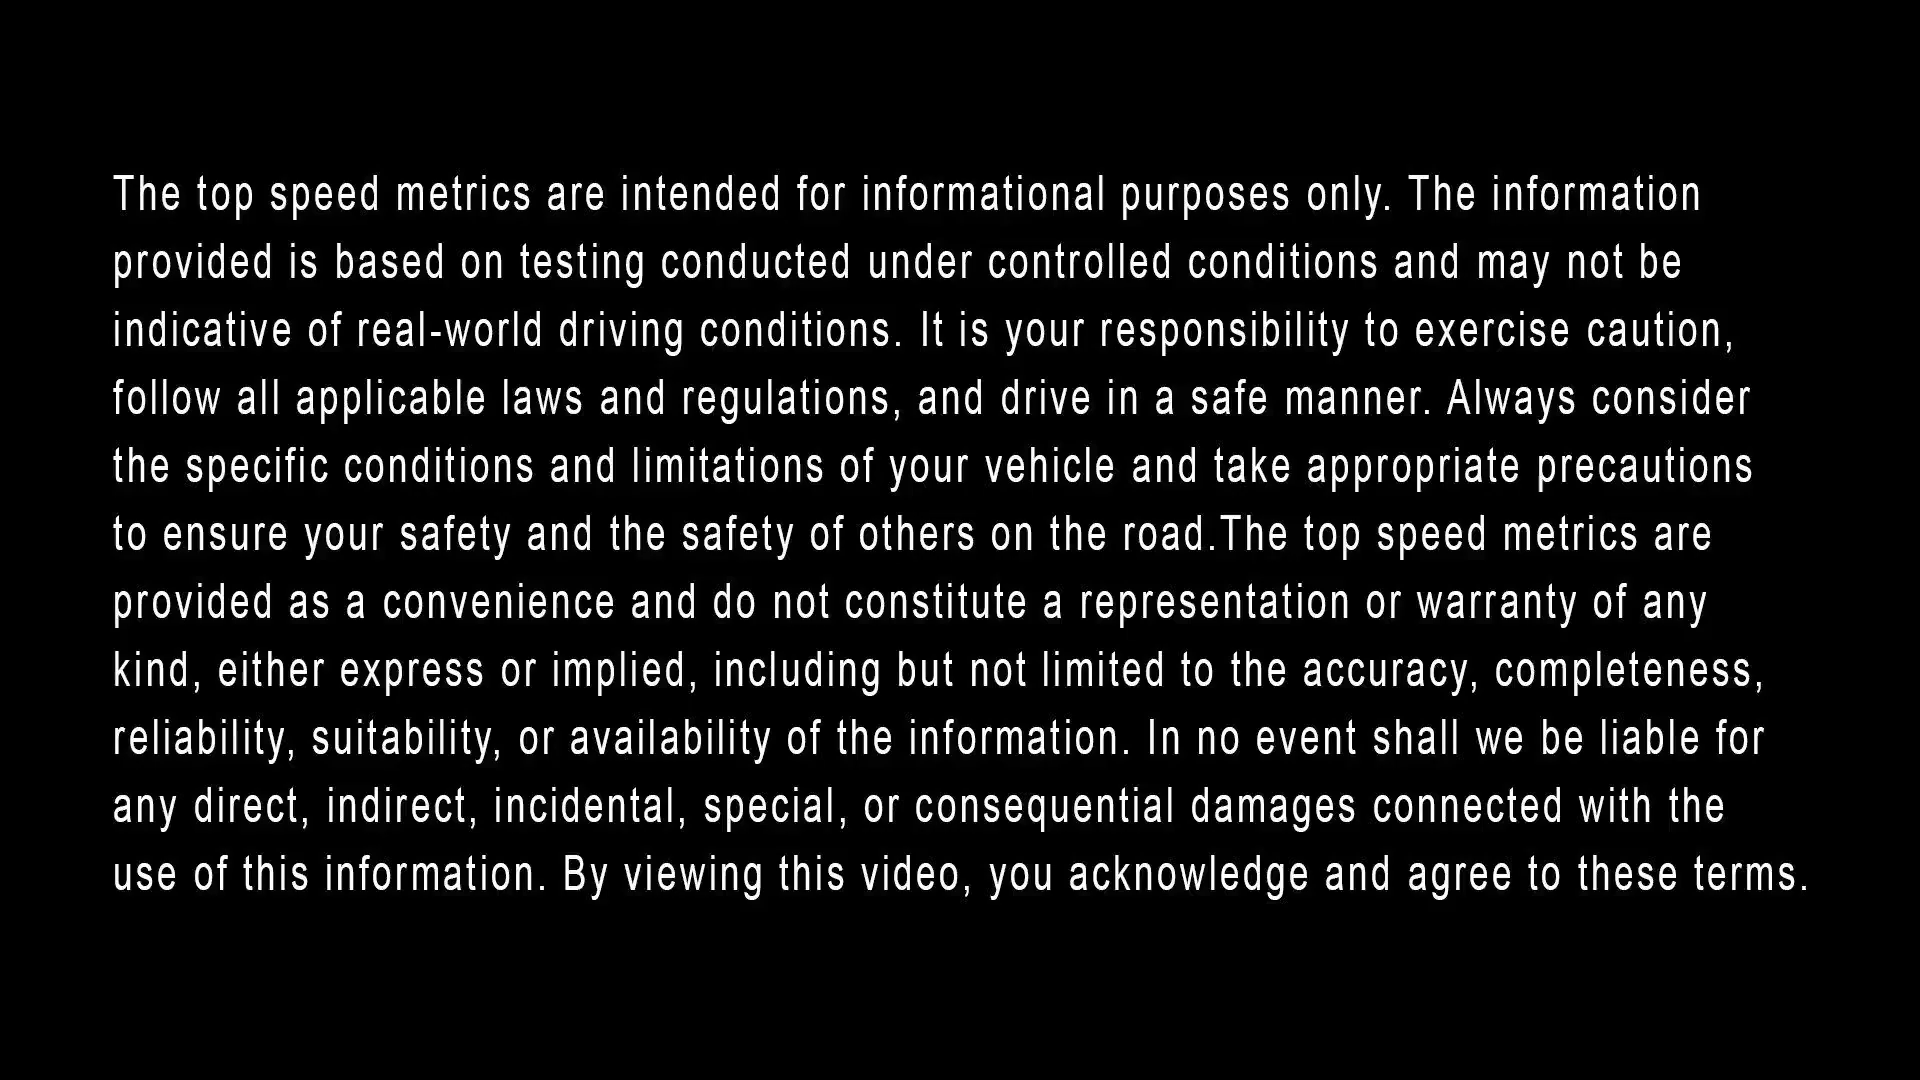 The top speed metrics are intended for informational purposes only. The information
provided is based on testing conducted under controlled conditions and may not be
indicative of real-world driving conditions. It is your responsibility to exercise caution,
follow all applicable laws and regulations, and drive in a safe manner. Always consider
the specific conditions and limitations of your vehicle and take appropriate precautions
to ensure your safety and the safety of others on the road.The top speed metrics are
provided as a convenience and do not constitute a representation or warranty of any
kind, either express or implied, including but not limited to the accuracy, completeness,
reliability, suitability, or availability of the information. In no event shall we be liable for
any direct, indirect, incidental, special, or consequential damages connected with the
use of this information. By viewing this video, you acknowledge and agree to these terms.